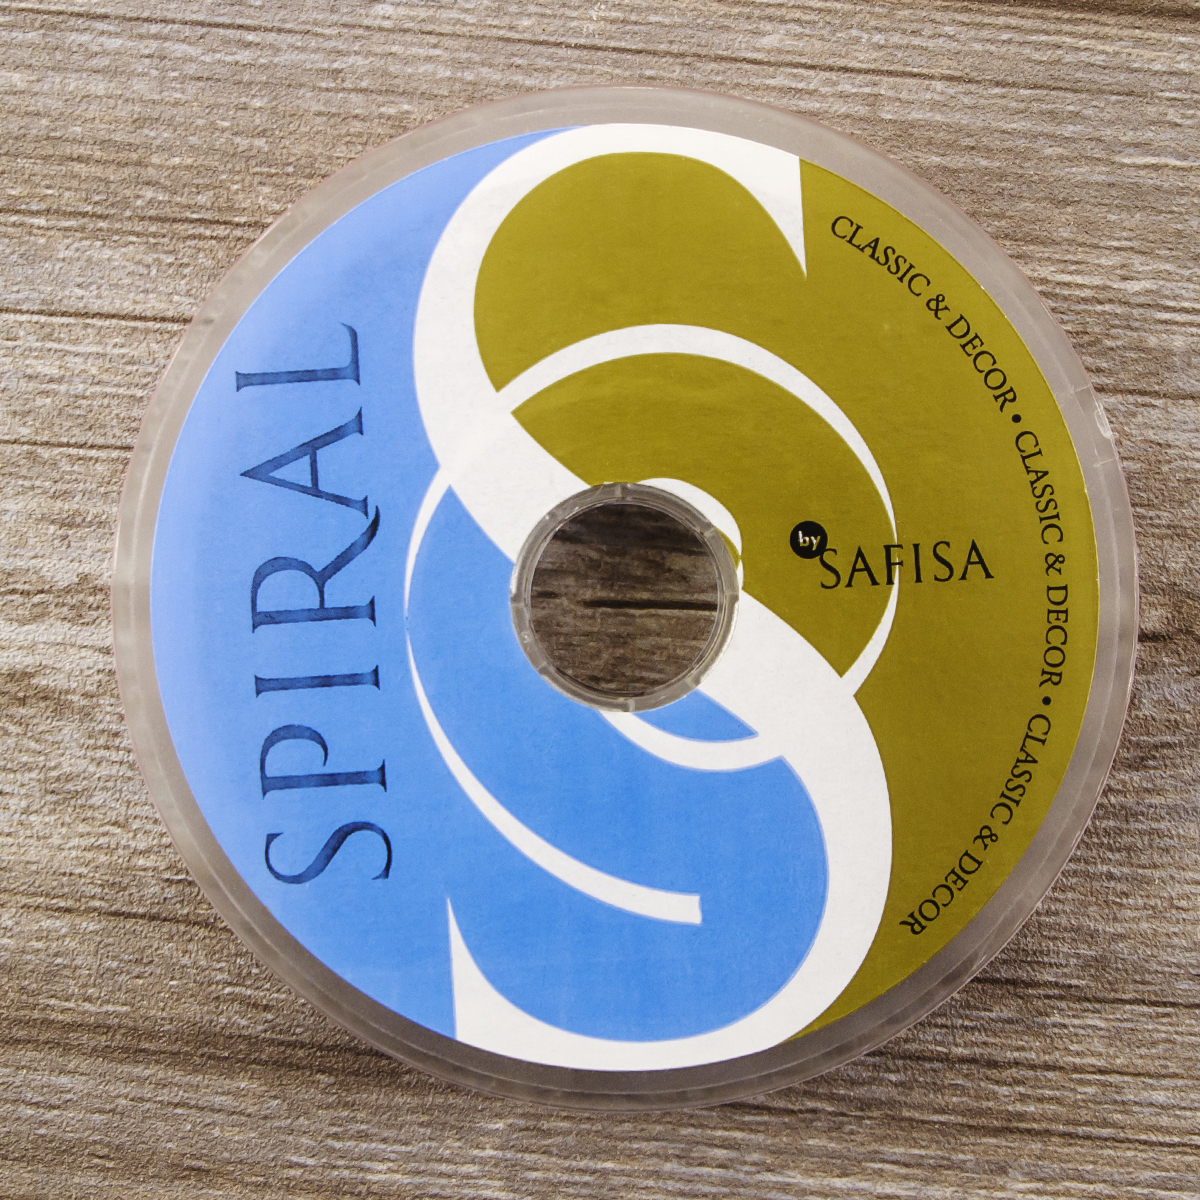 SPIRAL
by SAFISA
CLASSIC & DECOR • CLASSIC & DECOR • CLASSIC & DECOR